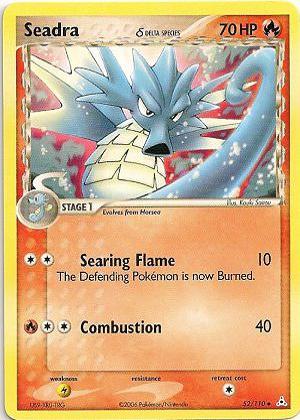 Seadra
δ DELTA SPECIES
70 HP
Illus. Kouki Saitou
STAGE 1
Evolves from Horsea
Searing Flame 10
The Defending Pokémon is now Burned.
Combustion 40
weakness
resistance
retreat cost
©2006 Pokémon/Nintendo
52/110